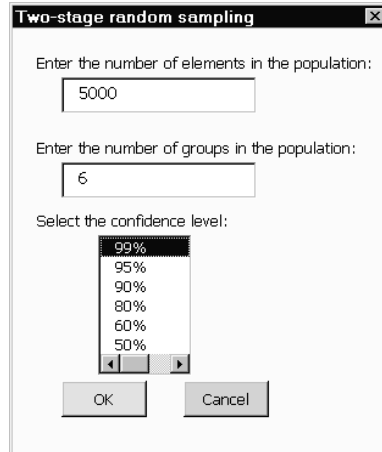 Two-stage random sampling
Enter the number of elements in the population:
5000
Enter the number of groups in the population:
6
Select the confidence level:
99%
95%
90%
80%
60%
50%
OK Cancel